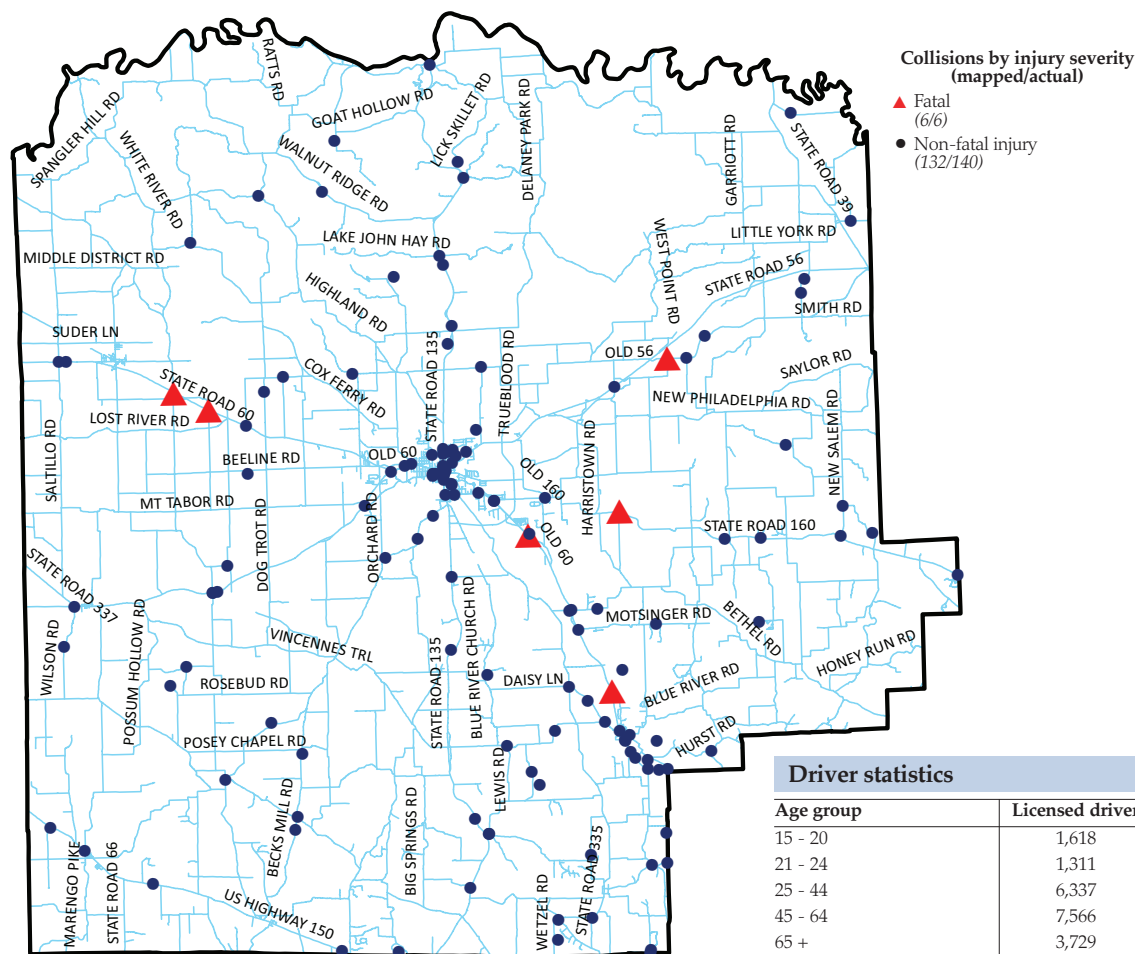 Collisions by injury severity
(mapped/actual)
Fatal
(6/6)
Non-fatal injury
(132/140)
RATTS RD
GOAT HOLLOW RD
LICK SKILLET RD
DELANEY PARK RD
SPANGLER HILL RD
WHITE RIVER RD
WALNUT RIDGE RD
GARRIOTT RD
STATE ROAD 39
LITTLE YORK RD
LAKE JOHN HAY RD
MIDDLE DISTRICT RD
WEST POINT RD
STATE ROAD 56
HIGHLAND RD
SMITH RD
SUDER LN
STATE ROAD 135
TRUEBLOOD RD
OLD 56
SAYLOR RD
STATE ROAD 60
COX FERRY RD
NEW PHILADELPHIA RD
LOST RIVER RD
SALTILLO RD
BEELINE RD
OLD 60
HARRISTOWN RD
NEW SALEM RD
MT TABOR RD
OLD 160
STATE ROAD 160
OLD 60
ORCHARD RD
DOG TROT RD
STATE ROAD 337
MOTSINGER RD
BETHEL RD
HONEY RUN RD
WILSON RD
POSSUM HOLLOW RD
VINCENNES TRL
BLUE RIVER CHURCH RD
STATE ROAD 135
ROSEBUD RD
DAISY LN
BLUE RIVER RD
POSEY CHAPEL RD
HURST RD
LEWIS RD
BECKS MILL RD
BIG SPRINGS RD
STATE ROAD 335
MARENGO PIKE
STATE ROAD 66
US HIGHWAY 150
WETZEL RD
Driver statistics
Age group Licensed driver
15 - 20 1,618
21 - 24 1,311
25 - 44 6,337
45 - 64 7,566
65 + 3,729